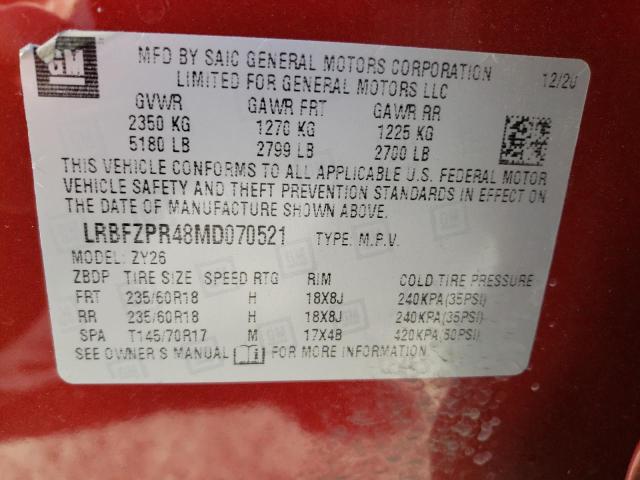 GM
MFD BY SAIC GENERAL MOTORS CORPORATION
LIMITED FOR GENERAL MOTORS LLC
12/20
GVWR GAWR FRT GAWR RR
2350 KG 1270 KG 1225 KG
5180 LB 2799 LB 2700 LB
THIS VEHICLE CONFORMS TO ALL APPLICABLE U.S. FEDERAL MOTOR
VEHICLE SAFETY AND THEFT PREVENTION STANDARDS IN EFFECT ON
THE DATE OF MANUFACTURE SHOWN ABOVE.
LRBFZPR48MD070521 TYPE: M.P.V.
MODEL: ZY26
ZBDP TIRE SIZE SPEED RTG RIM COLD TIRE PRESSURE
FRT 235/60R18 H 18X8J 240KPA(35PSI)
RR 235/60R18 H 18X8J 240KPA(35PSI)
SPA T145/70R17 M 17X4B 420KPA(60PSI)
SEE OWNER'S MANUAL FOR MORE INFORMATION